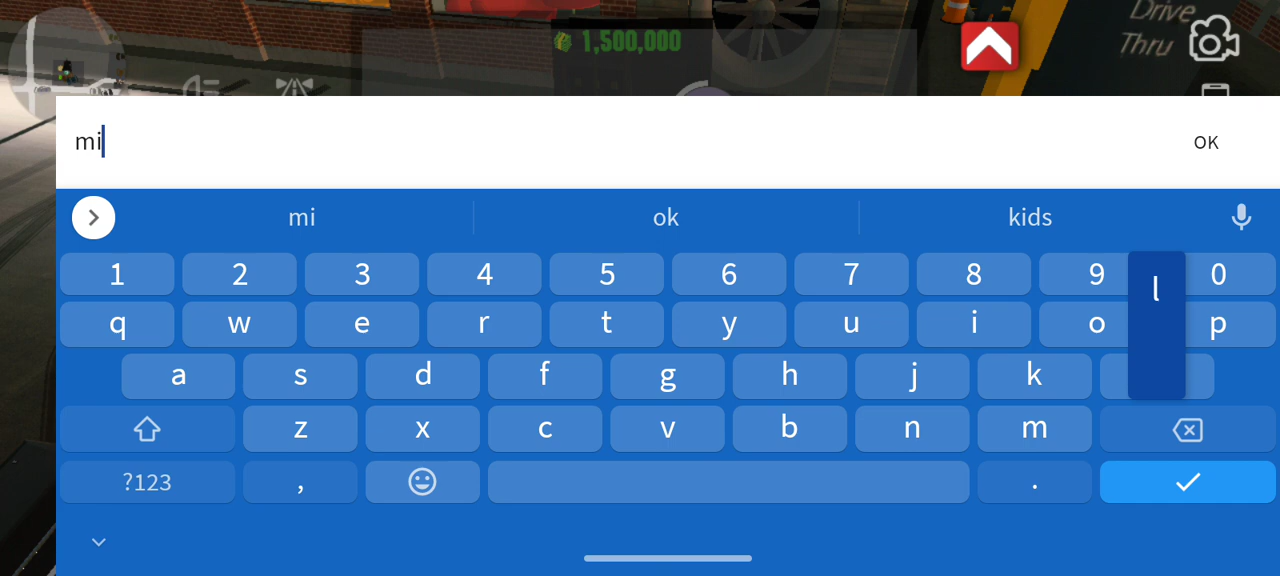 1,500,000
Drive
Thru
mi
OK
mi ok kids
1 2 3 4 5 6 7 8 9 0
l
q w e r t y u i o p
a s d f g h j k
z x c v b n m
?123 , .